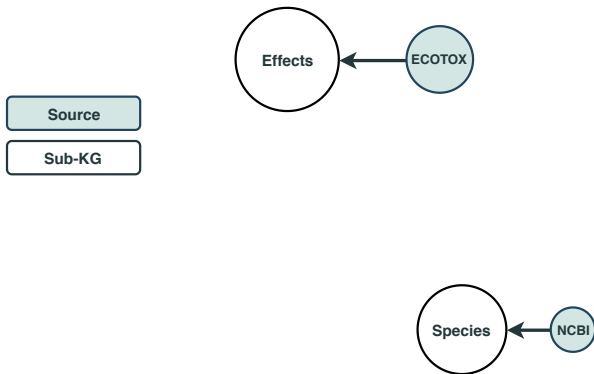 Effects
ECOTOX
Source
Sub-KG
Species
NCBI